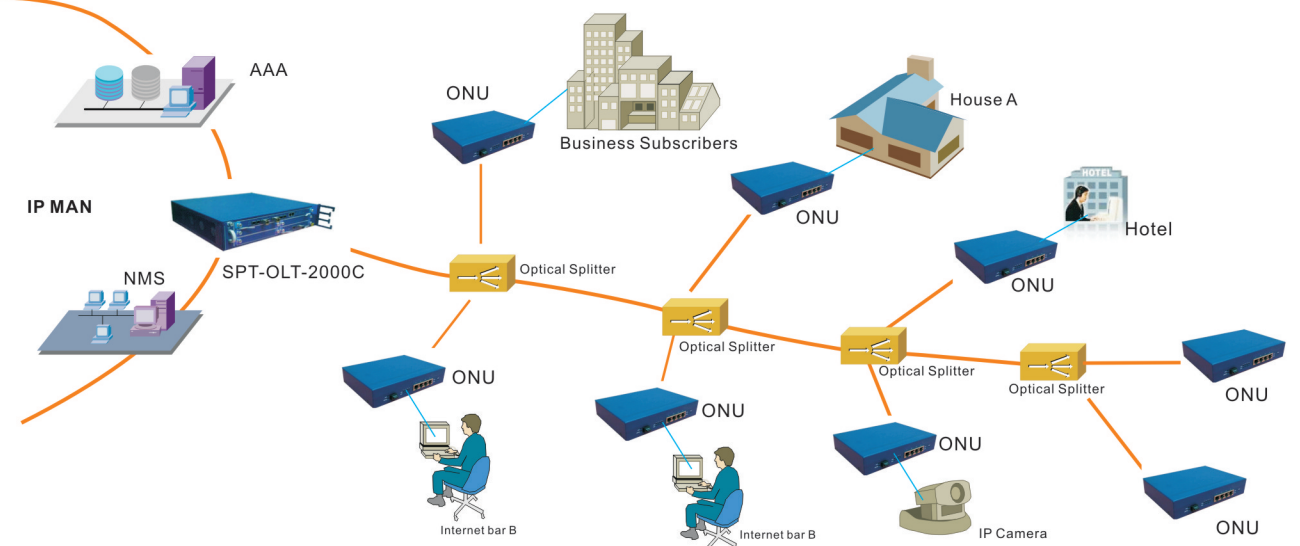 AAA
ONU
Business Subscribers
House A
ONU
HOTEL
Hotel
IP MAN
SPT-OLT-2000C
Optical Splitter
NMS
ONU
Optical Splitter
Optical Splitter
Optical Splitter
ONU
ONU
ONU
ONU
Internet bar B
Internet bar B
IP Camera
ONU